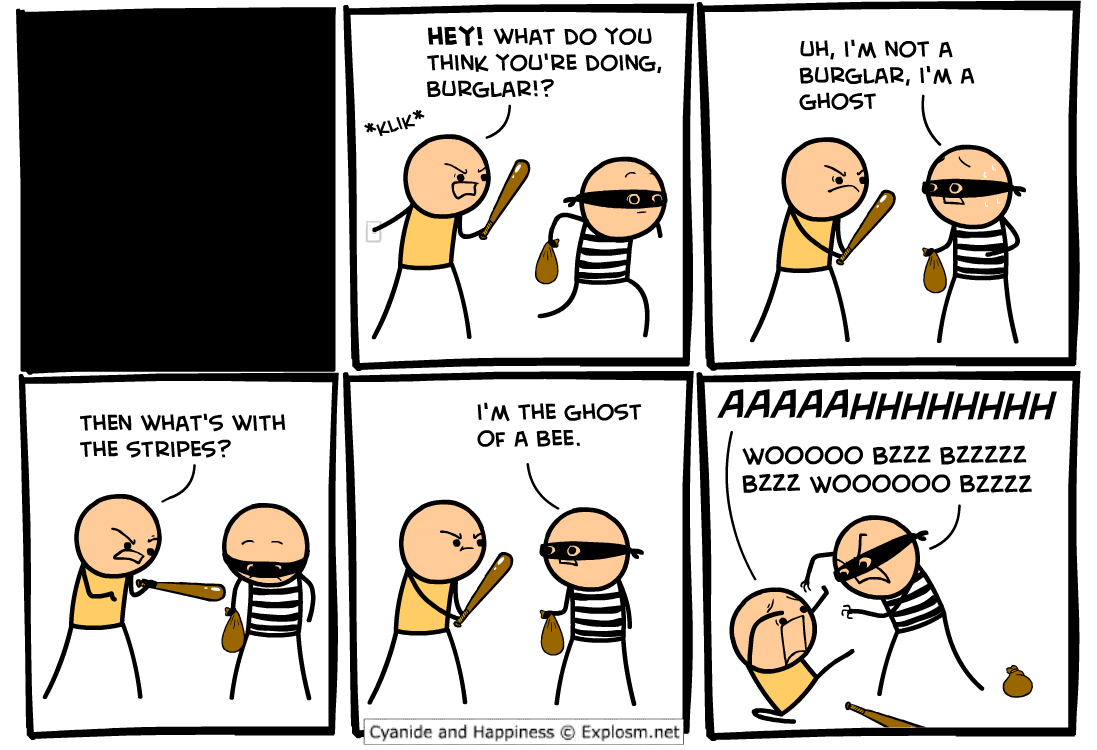 HEY! WHAT DO YOU
THINK YOU'RE DOING,
BURGLAR!?
*KLIK*
UH, I'M NOT A
BURGLAR, I'M A
GHOST
THEN WHAT'S WITH
THE STRIPES?
I'M THE GHOST
OF A BEE.
AAAAAHHHHHHHHH
WOOOOO BZZZ BZZZZZ
BZZZ WOOOOOO BZZZZ
Cyanide and Happiness © Explosm.net